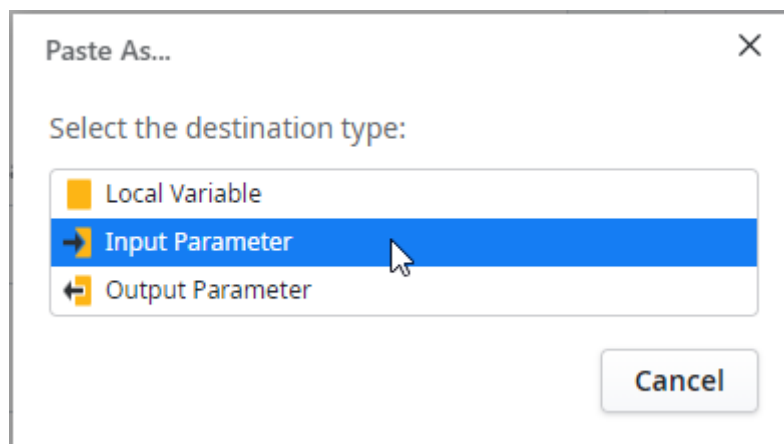 Paste As...
Select the destination type:
Local Variable
Input Parameter
Output Parameter
Cancel